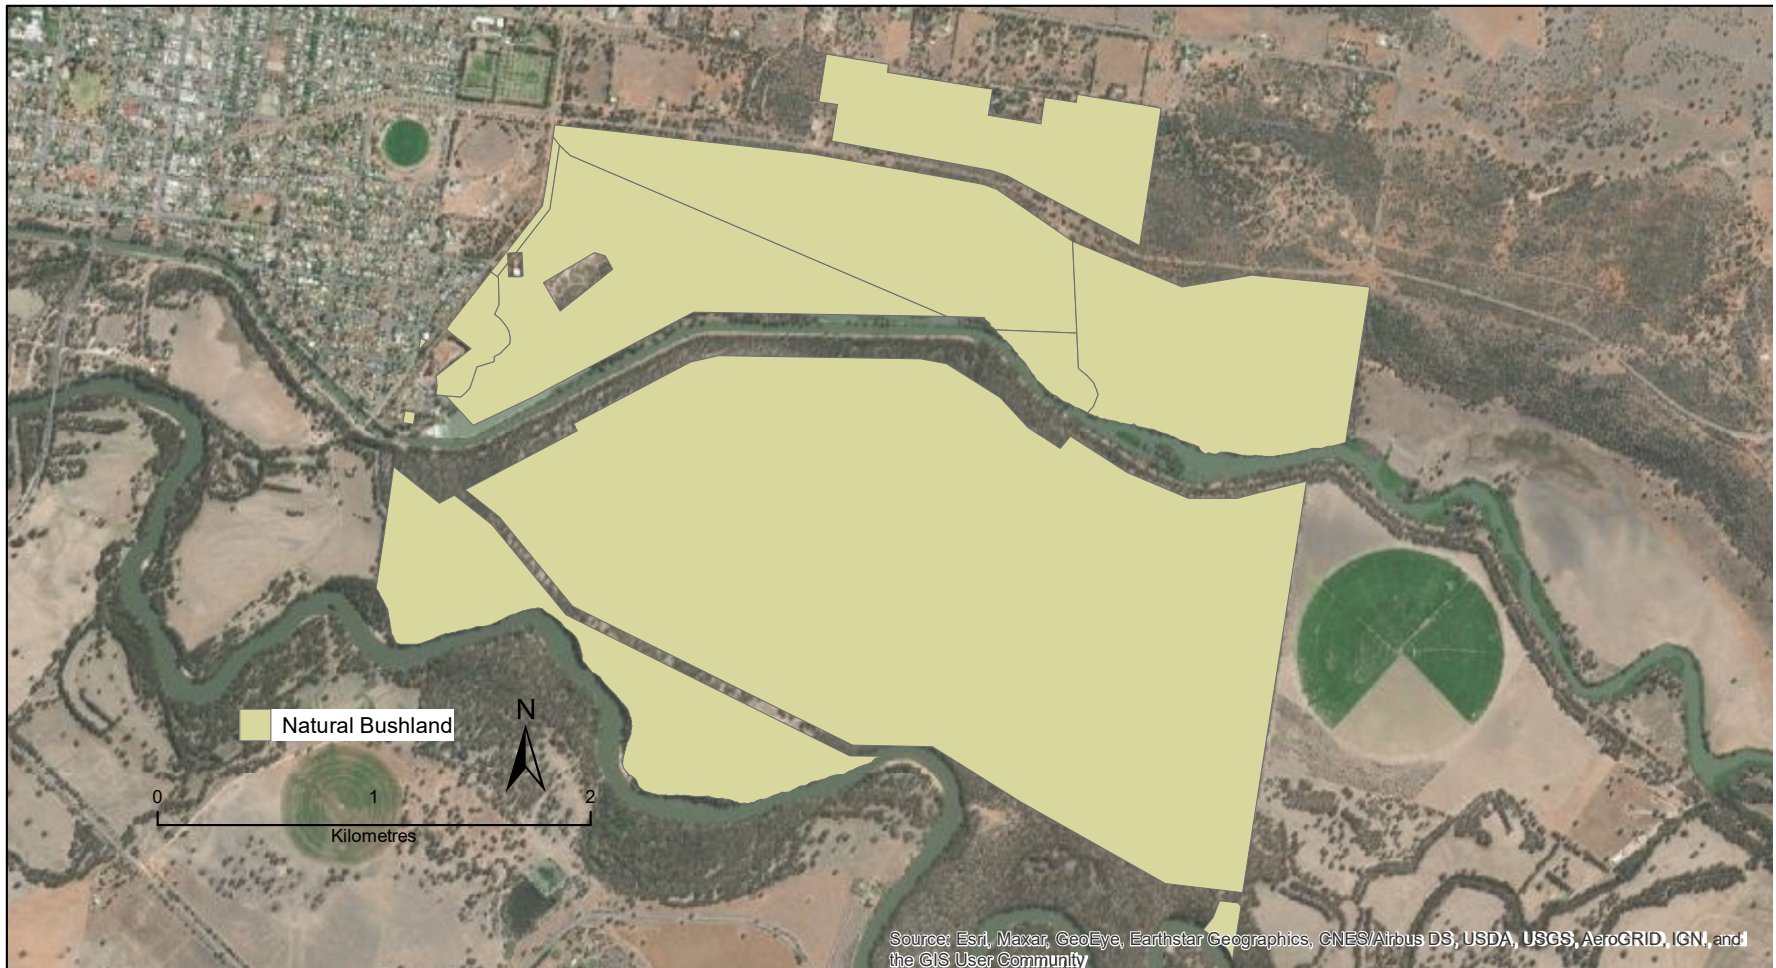 Natural Bushland
N
0 1 2
Kilometres
Source: Esri, Maxar, GeoEye, Earthstar Geographics, CNES/Airbus DS, USDA, USGS, AeroGRID, IGN, and
the GIS User Community